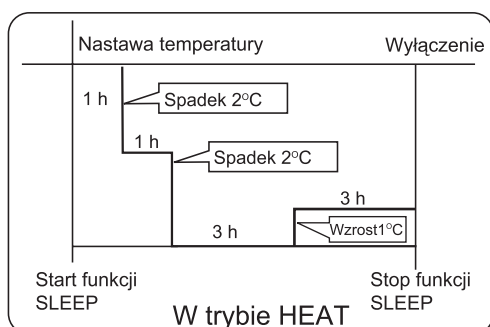 Nastawa temperatury
Wyłączenie
1 h
Spadek 2°C
1 h
Spadek 2°C
3 h
3 h
Wzrost1°C
Start funkcji
SLEEP
Stop funkcji
SLEEP
W trybie HEAT